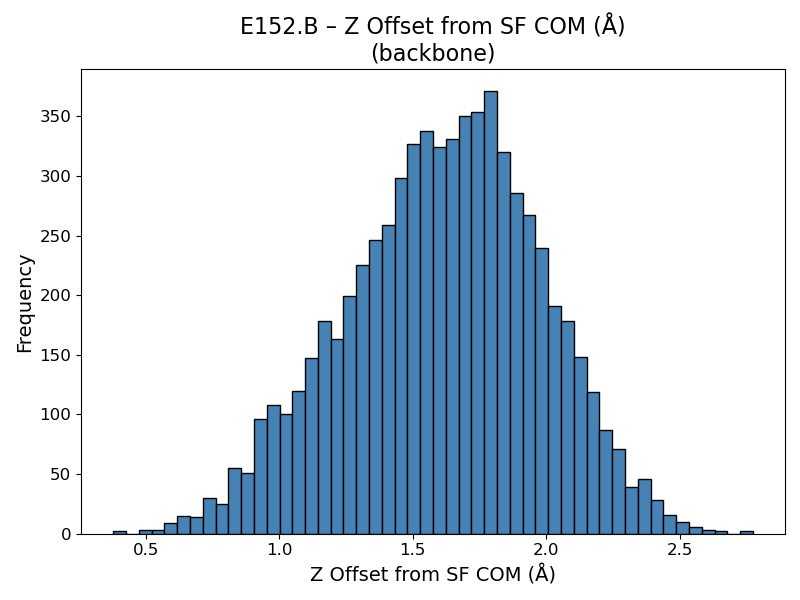 E152.B – Z Offset from SF COM (Å)
(backbone)
Frequency
350
300
250
200
150
100
50
0
0.5 1.0 1.5 2.0 2.5
Z Offset from SF COM (Å)